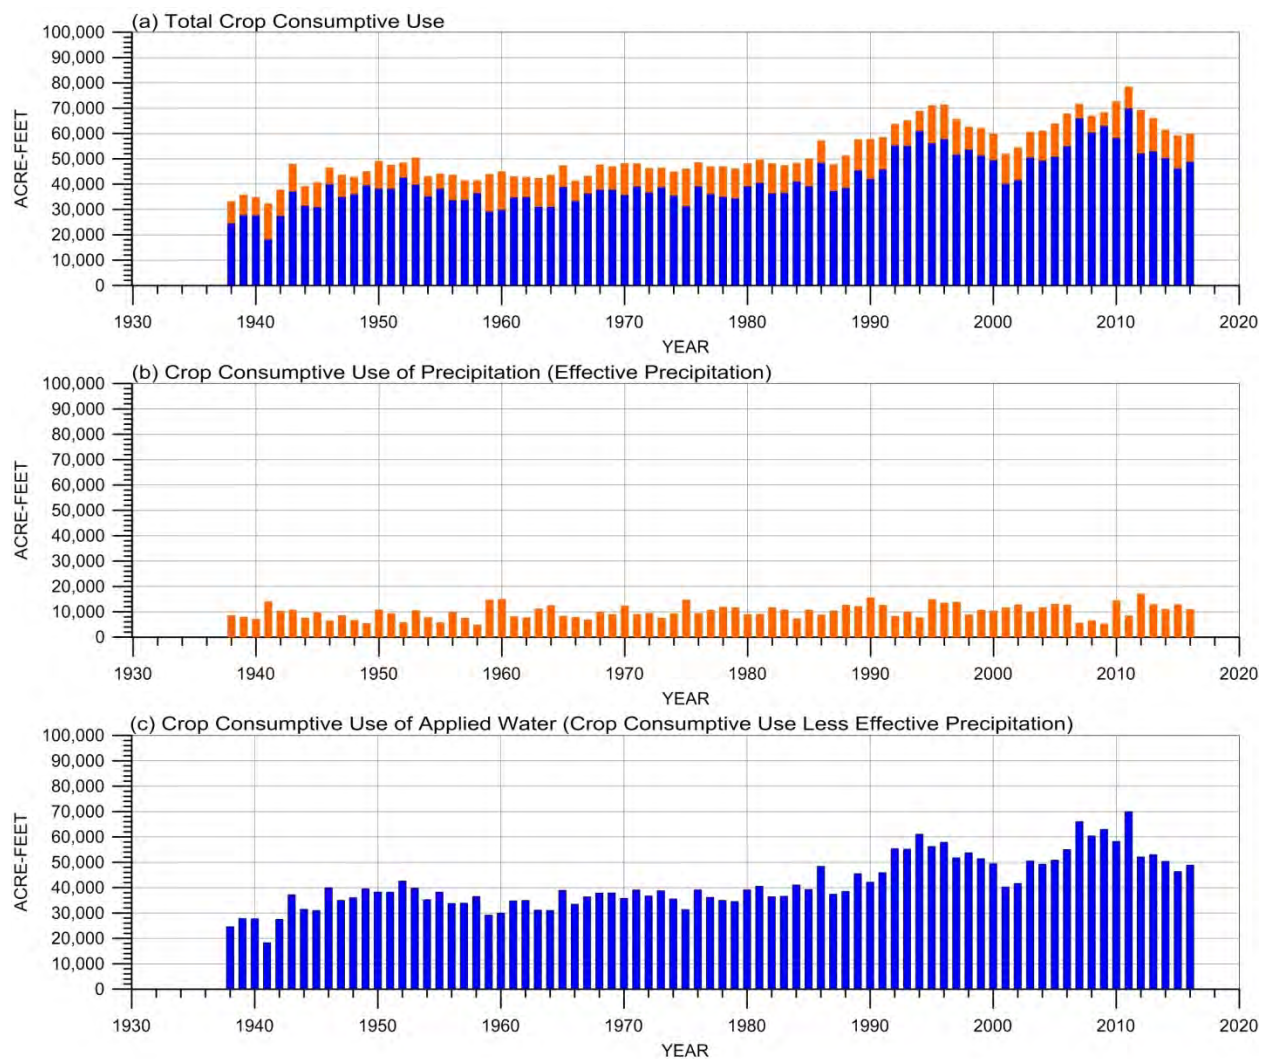 (a) Total Crop Consumptive Use
100,000
90,000
80,000
70,000
60,000
50,000
40,000
30,000
20,000
10,000
0
ACRE-FEET
1930 1940 1950 1960 1970 1980 1990 2000 2010 2020
YEAR
(b) Crop Consumptive Use of Precipitation (Effective Precipitation)
100,000
90,000
80,000
70,000
60,000
50,000
40,000
30,000
20,000
10,000
0
ACRE-FEET
1930 1940 1950 1960 1970 1980 1990 2000 2010 2020
YEAR
(c) Crop Consumptive Use of Applied Water (Crop Consumptive Use Less Effective Precipitation)
100,000
90,000
80,000
70,000
60,000
50,000
40,000
30,000
20,000
10,000
0
ACRE-FEET
1930 1940 1950 1960 1970 1980 1990 2000 2010 2020
YEAR